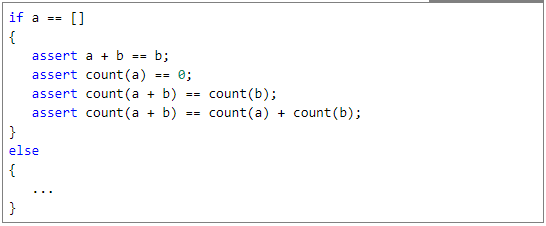 if a == []
{
   assert a + b == b;
   assert count(a) == 0;
   assert count(a + b) == count(b);
   assert count(a + b) == count(a) + count(b);
}
else
{
   ...
}